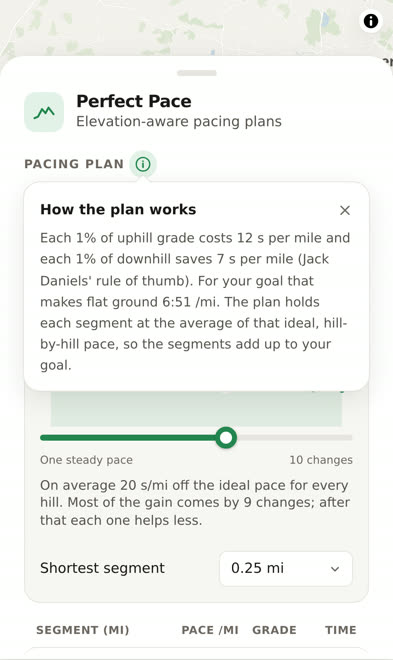 Perfect Pace
Elevation-aware pacing plans
PACING PLAN
How the plan works
Each 1% of uphill grade costs 12 s per mile and
each 1% of downhill saves 7 s per mile (Jack
Daniels' rule of thumb). For your goal that
makes flat ground 6:51 /mi. The plan holds
each segment at the average of that ideal, hill-
by-hill pace, so the segments add up to your
goal.
One steady pace 10 changes
On average 20 s/mi off the ideal pace for every
hill. Most of the gain comes by 9 changes; after
that each one helps less.
Shortest segment 0.25 mi
SEGMENT (MI) PACE /MI GRADE TIME